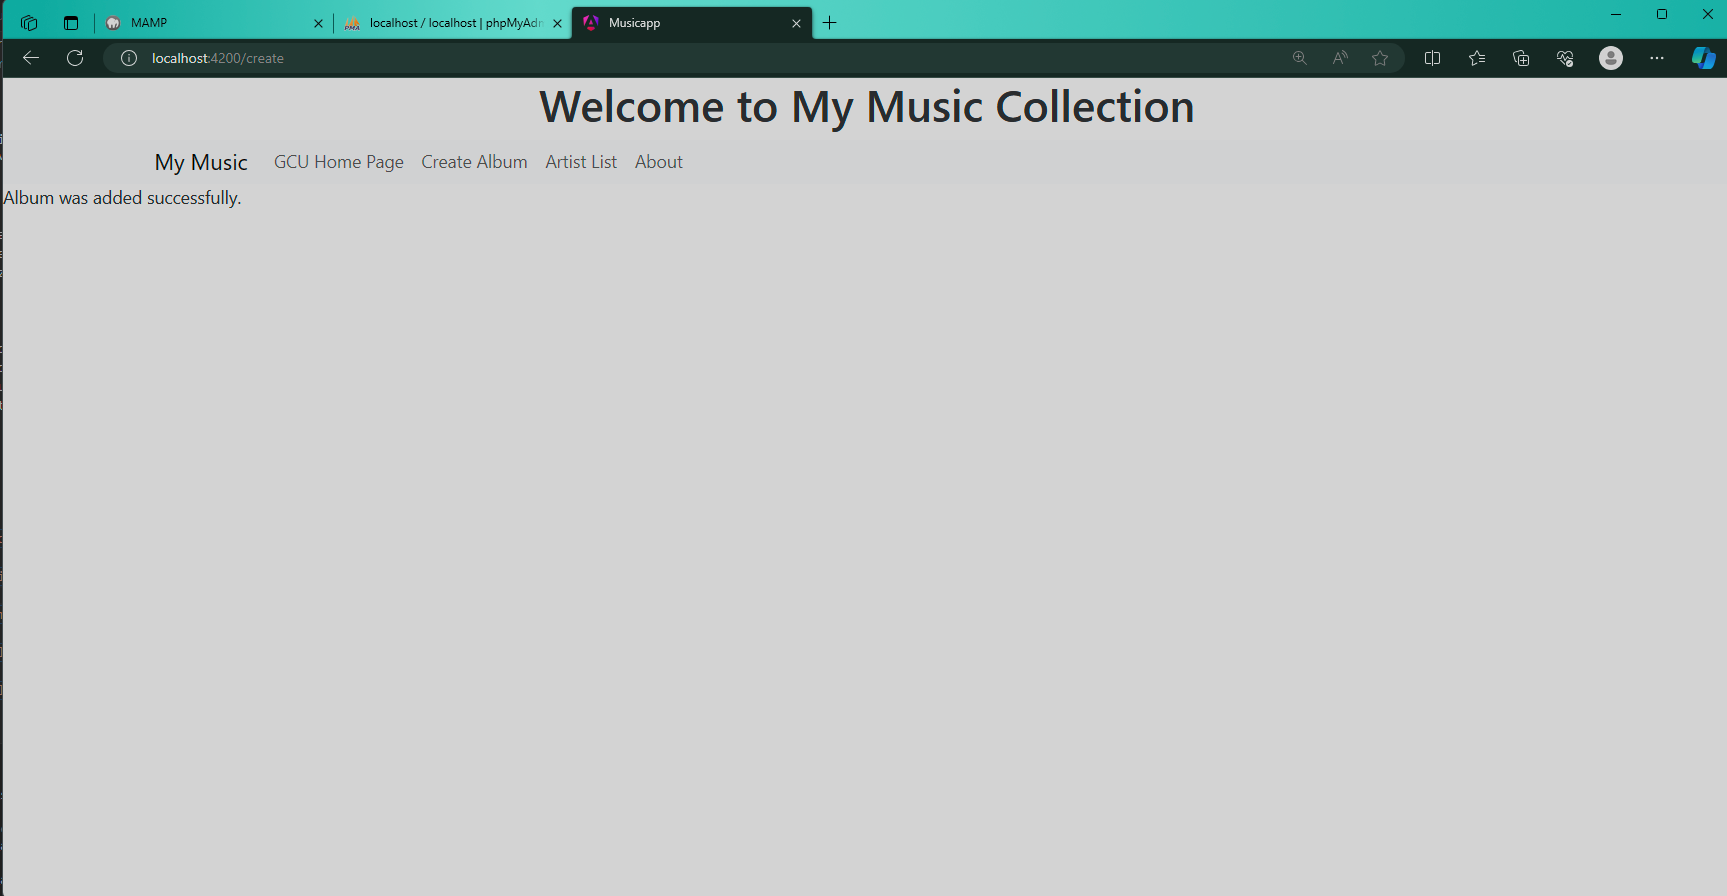 MAMP
localhost / localhost | phpMyAdm
Musicapp
localhost:4200/create
Welcome to My Music Collection
My Music GCU Home Page Create Album Artist List About
Album was added successfully.